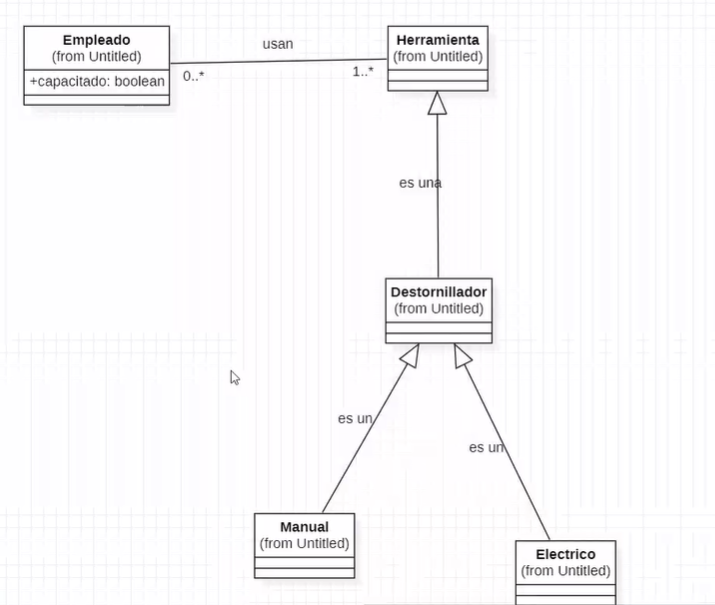 Empleado
(from Untitled)
+capacitado: boolean
usan
0..*
1..*
Herramienta
(from Untitled)
es una
Destornillador
(from Untitled)
es un
es un
Manual
(from Untitled)
Electrico
(from Untitled)